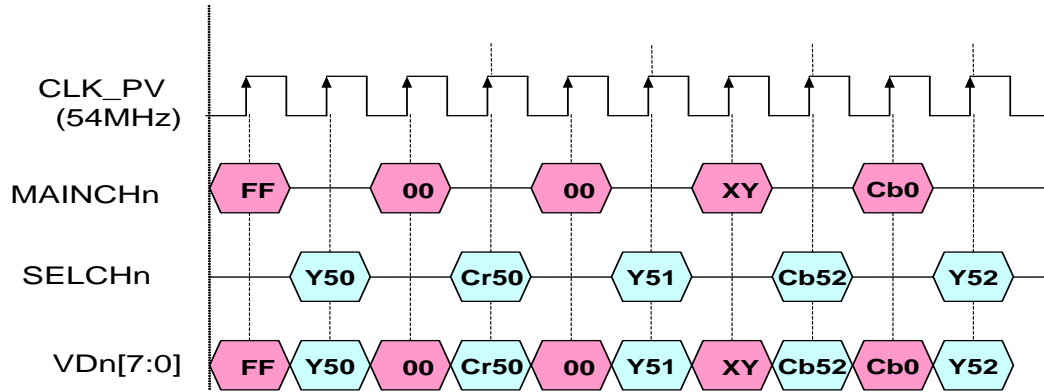 CLK_PV
(54MHz)
MAINCHn FF 00 00 XY Cb0
SELCHn Y50 Cr50 Y51 Cb52 Y52
VDn[7:0] FF Y50 00 Cr50 00 Y51 XY Cb52 Cb0 Y52